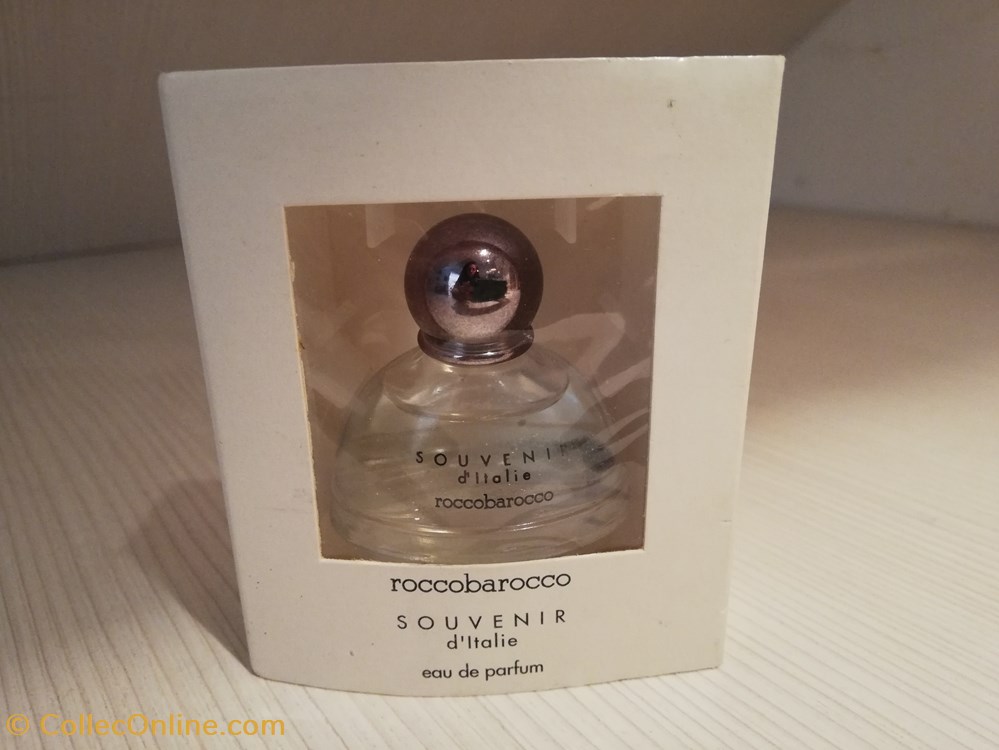 SOUVENIR
d'Italie
roccobarocco
roccobarocco
SOUVENIR
d'Italie
eau de parfum
© CollecOnline.com